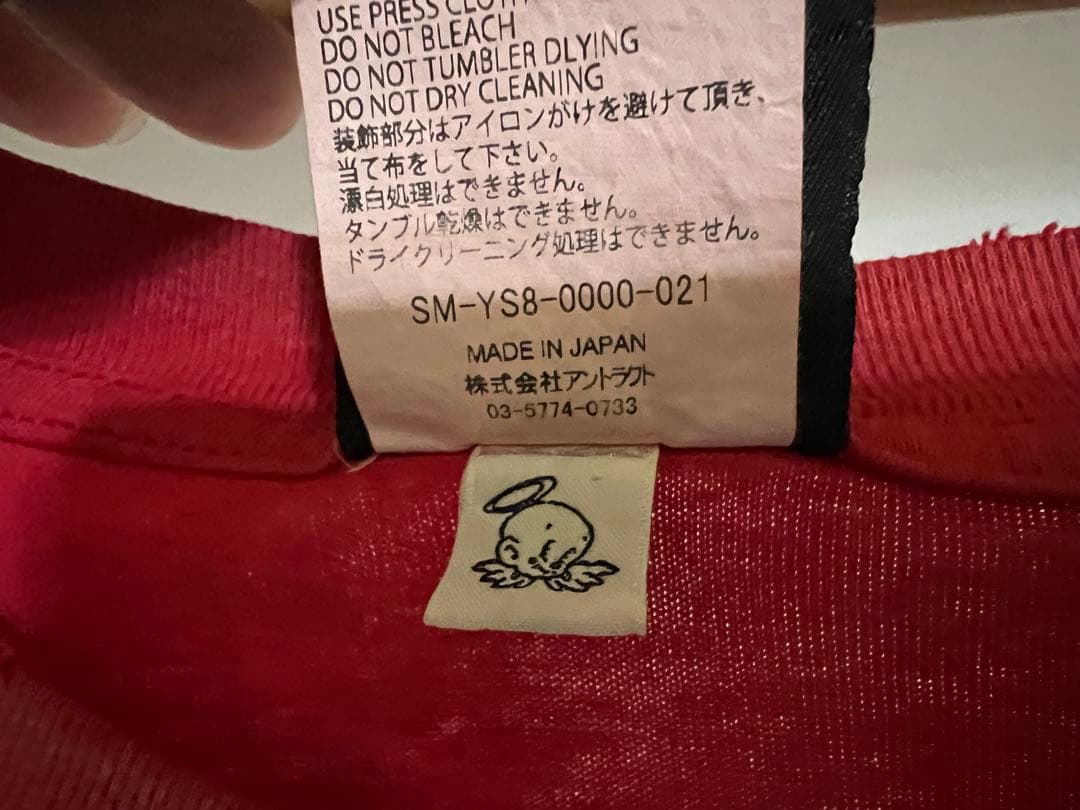 USE PRESS CLOTH
DO NOT BLEACH
DO NOT TUMBLER DLYING
DO NOT DRY CLEANING
装飾部分はアイロンがけを避けて頂き、
当て布をして下さい。
漂白処理はできません。
タンブル乾燥はできません。
ドライクリーニング処理はできません。
SM-YS8-0000-021
MADE IN JAPAN
株式会社アントラクト
03-5774-0733